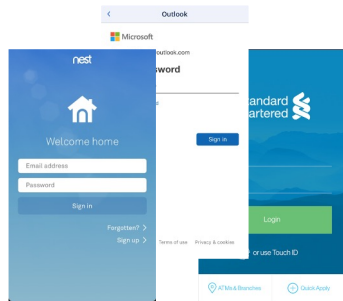 Outlook
Microsoft
outlook.com
sword
Sign in
Terms of use Privacy & cookies
nest
Welcome home
Email address
Password
Sign in
Forgotten?
Sign up
andard
artered
Login
or use Touch ID
ATMs & Branches
Quick Apply